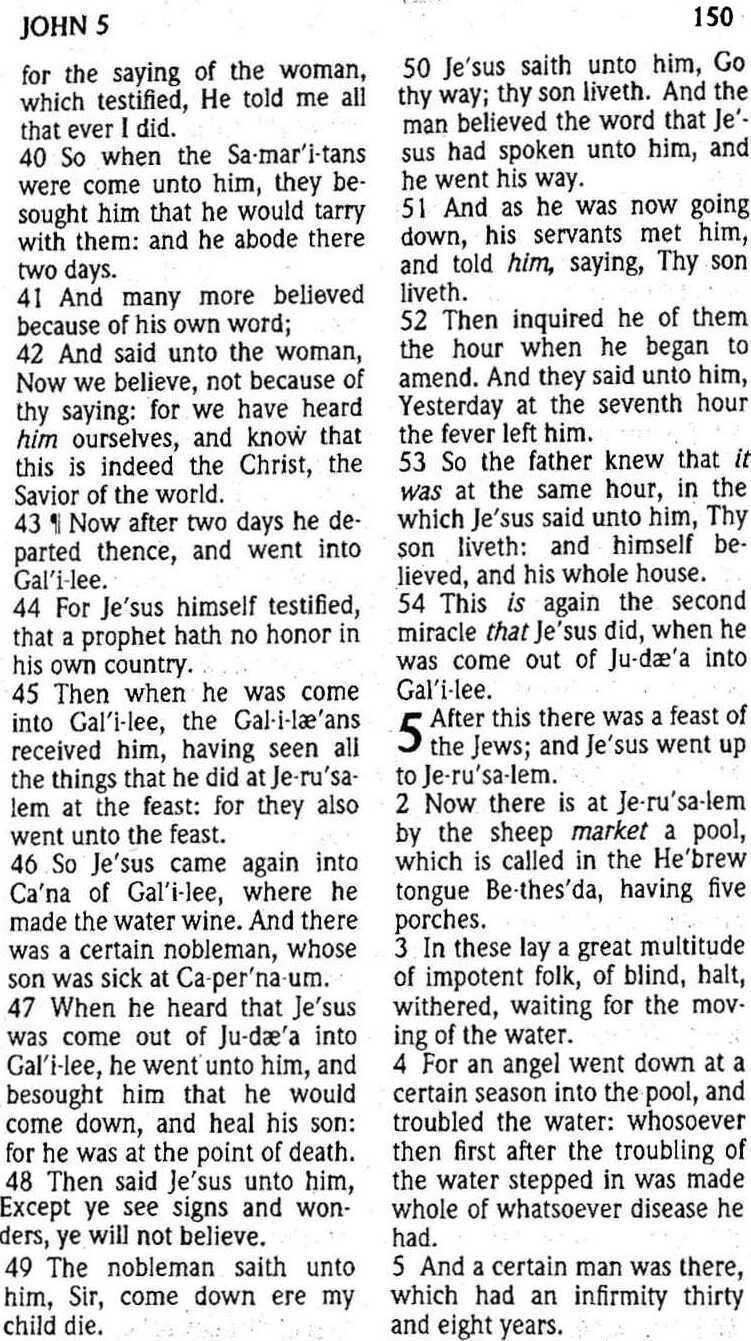 JOHN 5
150
for the saying of the woman,
which testified, He told me all
that ever I did.
40 So when the Sa-mar'i-tans
were come unto him, they be-
sought him that he would tarry
with them: and he abode there
two days.
41 And many more believed
because of his own word;
42 And said unto the woman,
Now we believe, not because of
thy saying: for we have heard
him ourselves, and know that
this is indeed the Christ, the
Savior of the world.
43 ¶ Now after two days he de-
parted thence, and went into
Gal'i-lee.
44 For Je'sus himself testified,
that a prophet hath no honor in
his own country.
45 Then when he was come
into Gal'i-lee, the Gal-i-læ'ans
received him, having seen all
the things that he did at Je-ru'sa-
lem at the feast: for they also
went unto the feast.
46 So Je'sus came again into
Ca'na of Gal'i-lee, where he
made the water wine. And there
was a certain nobleman, whose
son was sick at Ca-per'na-um.
47 When he heard that Je'sus
was come out of Ju-dæ'a into
Gal'i-lee, he went unto him, and
besought him that he would
come down, and heal his son:
for he was at the point of death.
48 Then said Je'sus unto him,
Except ye see signs and won-
ders, ye will not believe.
49 The nobleman saith unto
him, Sir, come down ere my
child die.
50 Je'sus saith unto him, Go
thy way; thy son liveth. And the
man believed the word that Je'-
sus had spoken unto him, and
he went his way.
51 And as he was now going
down, his servants met him,
and told him, saying, Thy son
liveth.
52 Then inquired he of them
the hour when he began to
amend. And they said unto him,
Yesterday at the seventh hour
the fever left him.
53 So the father knew that it
was at the same hour, in the
which Je'sus said unto him, Thy
son liveth: and himself be-
lieved, and his whole house.
54 This is again the second
miracle that Je'sus did, when he
was come out of Ju-dæ'a into
Gal'i-lee.
5 After this there was a feast of
the Jews; and Je'sus went up
to Je-ru'sa-lem.
2 Now there is at Je-ru'sa-lem
by the sheep market a pool,
which is called in the He'brew
tongue Be-thes'da, having five
porches.
3 In these lay a great multitude
of impotent folk, of blind, halt,
withered, waiting for the mov-
ing of the water.
4 For an angel went down at a
certain season into the pool, and
troubled the water: whosoever
then first after the troubling of
the water stepped in was made
whole of whatsoever disease he
had.
5 And a certain man was there,
which had an infirmity thirty
and eight years.